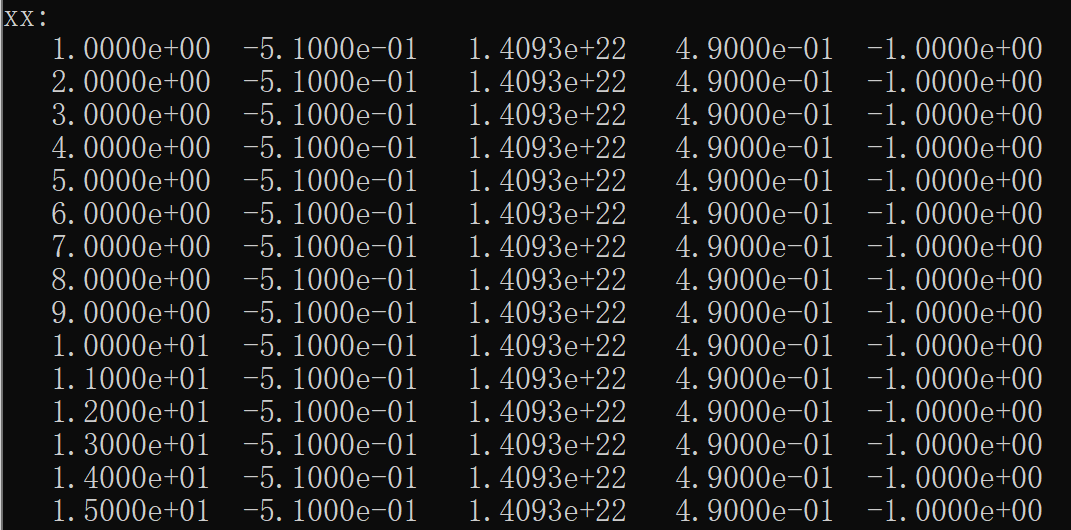 xx:
1.0000e+00 -5.1000e-01 1.4093e+22 4.9000e-01 -1.0000e+00
2.0000e+00 -5.1000e-01 1.4093e+22 4.9000e-01 -1.0000e+00
3.0000e+00 -5.1000e-01 1.4093e+22 4.9000e-01 -1.0000e+00
4.0000e+00 -5.1000e-01 1.4093e+22 4.9000e-01 -1.0000e+00
5.0000e+00 -5.1000e-01 1.4093e+22 4.9000e-01 -1.0000e+00
6.0000e+00 -5.1000e-01 1.4093e+22 4.9000e-01 -1.0000e+00
7.0000e+00 -5.1000e-01 1.4093e+22 4.9000e-01 -1.0000e+00
8.0000e+00 -5.1000e-01 1.4093e+22 4.9000e-01 -1.0000e+00
9.0000e+00 -5.1000e-01 1.4093e+22 4.9000e-01 -1.0000e+00
1.0000e+01 -5.1000e-01 1.4093e+22 4.9000e-01 -1.0000e+00
1.1000e+01 -5.1000e-01 1.4093e+22 4.9000e-01 -1.0000e+00
1.2000e+01 -5.1000e-01 1.4093e+22 4.9000e-01 -1.0000e+00
1.3000e+01 -5.1000e-01 1.4093e+22 4.9000e-01 -1.0000e+00
1.4000e+01 -5.1000e-01 1.4093e+22 4.9000e-01 -1.0000e+00
1.5000e+01 -5.1000e-01 1.4093e+22 4.9000e-01 -1.0000e+00